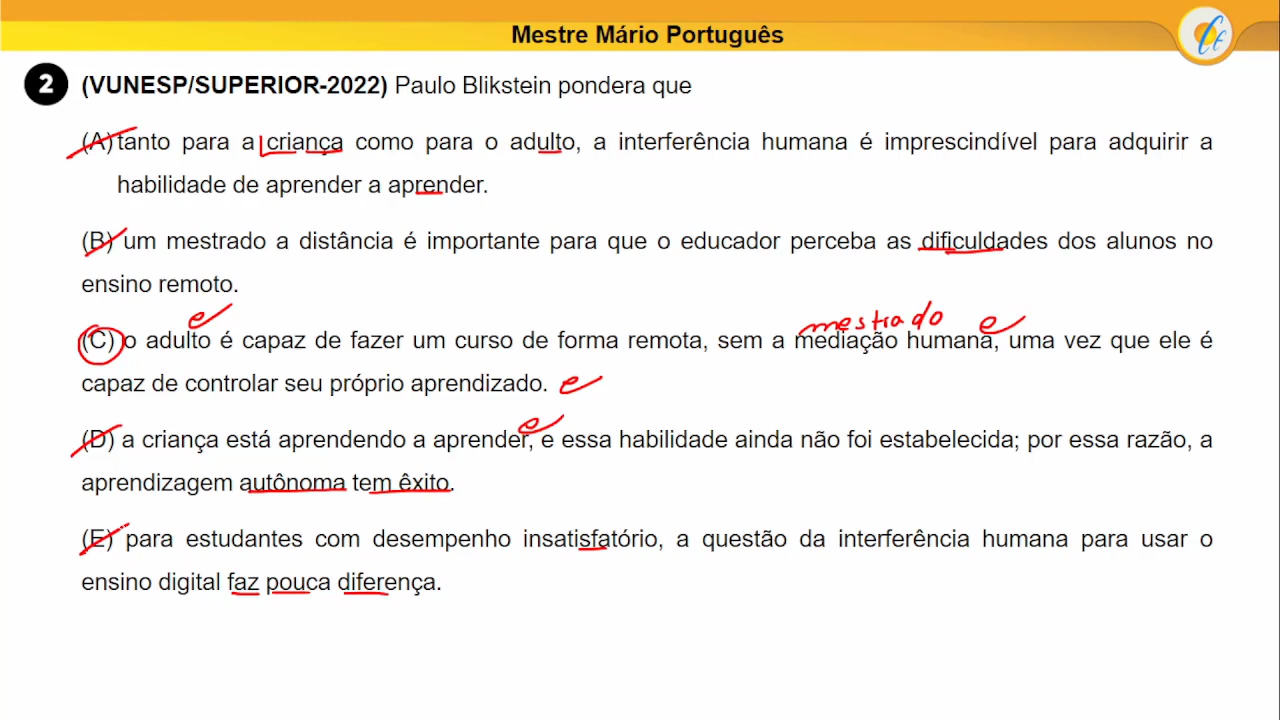 Mestre Mário Português
2 (VUNESP/SUPERIOR-2022) Paulo Blikstein pondera que
(A) tanto para a criança como para o adulto, a interferência humana é imprescindível para adquirir a
habilidade de aprender a aprender.
(B) um mestrado a distância é importante para que o educador perceba as dificuldades dos alunos no
ensino remoto.
mestrado
(C) o adulto é capaz de fazer um curso de forma remota, sem a mediação humana, uma vez que ele é
capaz de controlar seu próprio aprendizado.
(D) a criança está aprendendo a aprender, e essa habilidade ainda não foi estabelecida; por essa razão, a
aprendizagem autônoma tem êxito.
(E) para estudantes com desempenho insatisfatório, a questão da interferência humana para usar o
ensino digital faz pouca diferença.